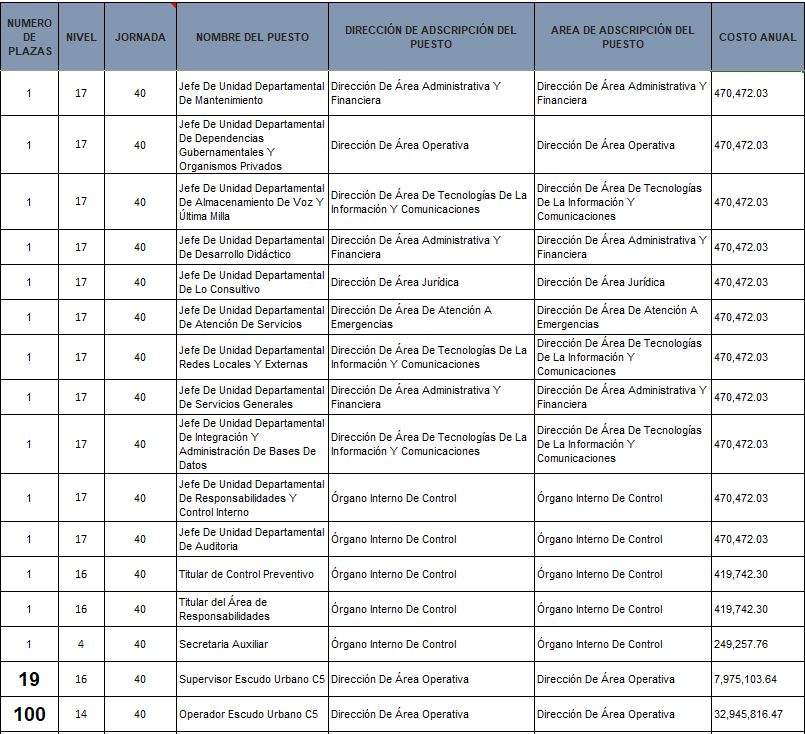 NUMERO DE PLAZAS NIVEL JORNADA NOMBRE DEL PUESTO DIRECCIÓN DE ADSCRIPCIÓN DEL PUESTO AREA DE ADSCRIPCIÓN DEL PUESTO COSTO ANUAL
1 17 40 Jefe De Unidad Departamental De Mantenimiento Dirección De Área Administrativa Y Financiera Dirección De Área Administrativa Y Financiera 470,472.03
1 17 40 Jefe De Unidad Departamental De Dependencias Gubernamentales Y Organismos Privados Dirección De Área Operativa Dirección De Área Operativa 470,472.03
1 17 40 Jefe De Unidad Departamental De Almacenamiento De Voz Y Última Milla Dirección De Área De Tecnologías De La Información Y Comunicaciones Dirección De Área De Tecnologías De La Información Y Comunicaciones 470,472.03
1 17 40 Jefe De Unidad Departamental De Desarrollo Didáctico Dirección De Área Administrativa Y Financiera Dirección De Área Administrativa Y Financiera 470,472.03
1 17 40 Jefe De Unidad Departamental De Lo Consultivo Dirección De Área Jurídica Dirección De Área Jurídica 470,472.03
1 17 40 Jefe De Unidad Departamental De Atención De Servicios Dirección De Área De Atención A Emergencias Dirección De Área De Atención A Emergencias 470,472.03
1 17 40 Jefe De Unidad Departamental Redes Locales Y Externas Dirección De Área De Tecnologías De La Información Y Comunicaciones Dirección De Área De Tecnologías De La Información Y Comunicaciones 470,472.03
1 17 40 Jefe De Unidad Departamental De Servicios Generales Dirección De Área Administrativa Y Financiera Dirección De Área Administrativa Y Financiera 470,472.03
1 17 40 Jefe De Unidad Departamental De Integración Y Administración De Bases De Datos Dirección De Área De Tecnologías De La Información Y Comunicaciones Dirección De Área De Tecnologías De La Información Y Comunicaciones 470,472.03
1 17 40 Jefe De Unidad Departamental De Responsabilidades Y Control Interno Órgano Interno De Control Órgano Interno De Control 470,472.03
1 17 40 Jefe De Unidad Departamental De Auditoria Órgano Interno De Control Órgano Interno De Control 470,472.03
1 16 40 Titular de Control Preventivo Órgano Interno De Control Órgano Interno De Control 419,742.30
1 16 40 Titular del Área de Responsabilidades Órgano Interno De Control Órgano Interno De Control 419,742.30
1 4 40 Secretaria Auxiliar Órgano Interno De Control Órgano Interno De Control 249,257.76
19 16 40 Supervisor Escudo Urbano C5 Dirección De Área Operativa Dirección De Área Operativa 7,975,103.64
100 14 40 Operador Escudo Urbano C5 Dirección De Área Operativa Dirección De Área Operativa 32,945,816.47